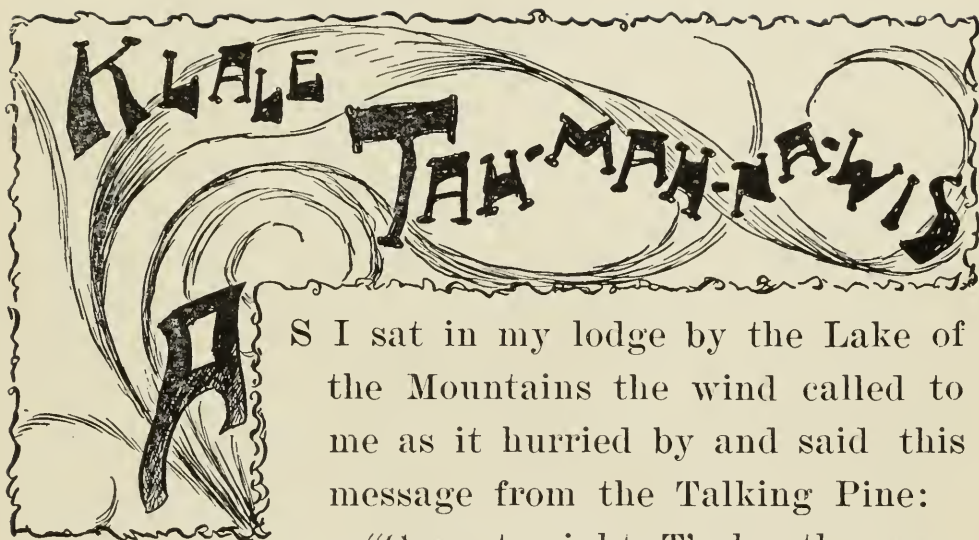 KLALE
TAH-MAH-NA-WIS
AS I sat in my lodge by the Lake of
the Mountains the wind called to
me as it hurried by and said this
message from the Talking Pine: